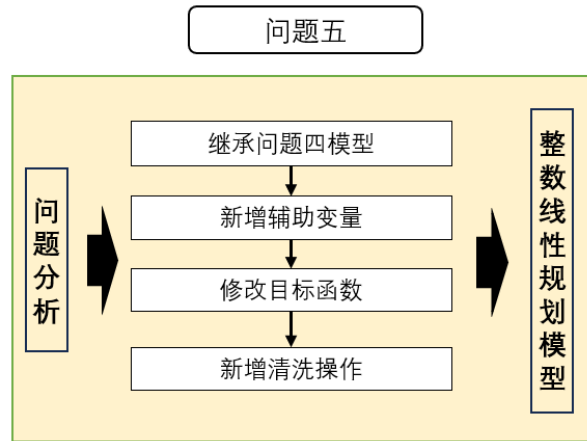 问题五
问题分析
继承问题四模型
新增辅助变量
修改目标函数
新增清洗操作
整数线性规划模型